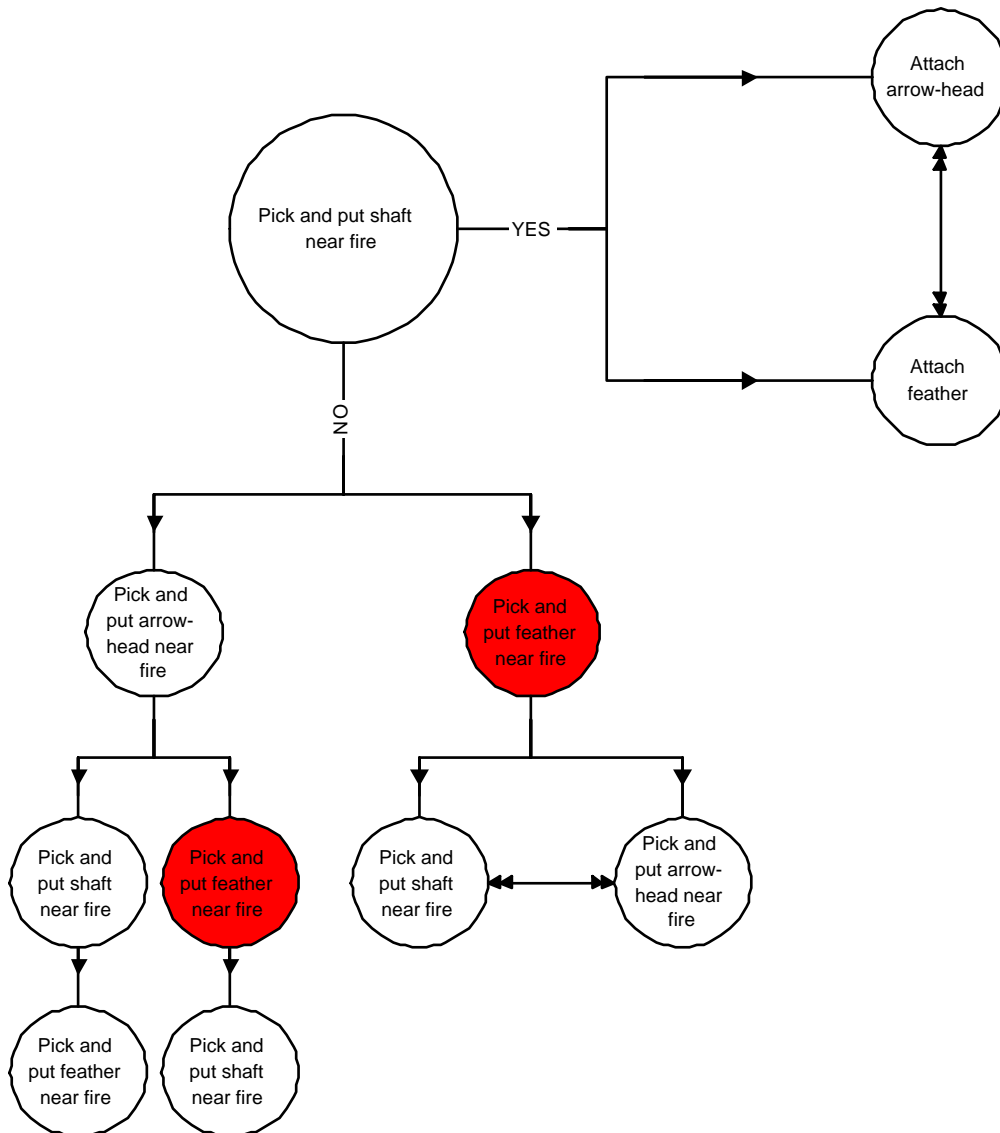 Attach
arrow-head
Pick and put shaft
near fire
YES
Attach
feather
NO
Pick and
put arrow-
head near
fire
Pick and
put feather
near fire
Pick and
put shaft
near fire
Pick and
put feather
near fire
Pick and
put shaft
near fire
Pick and
put arrow-
head near
fire
Pick and
put feather
near fire
Pick and
put shaft
near fire